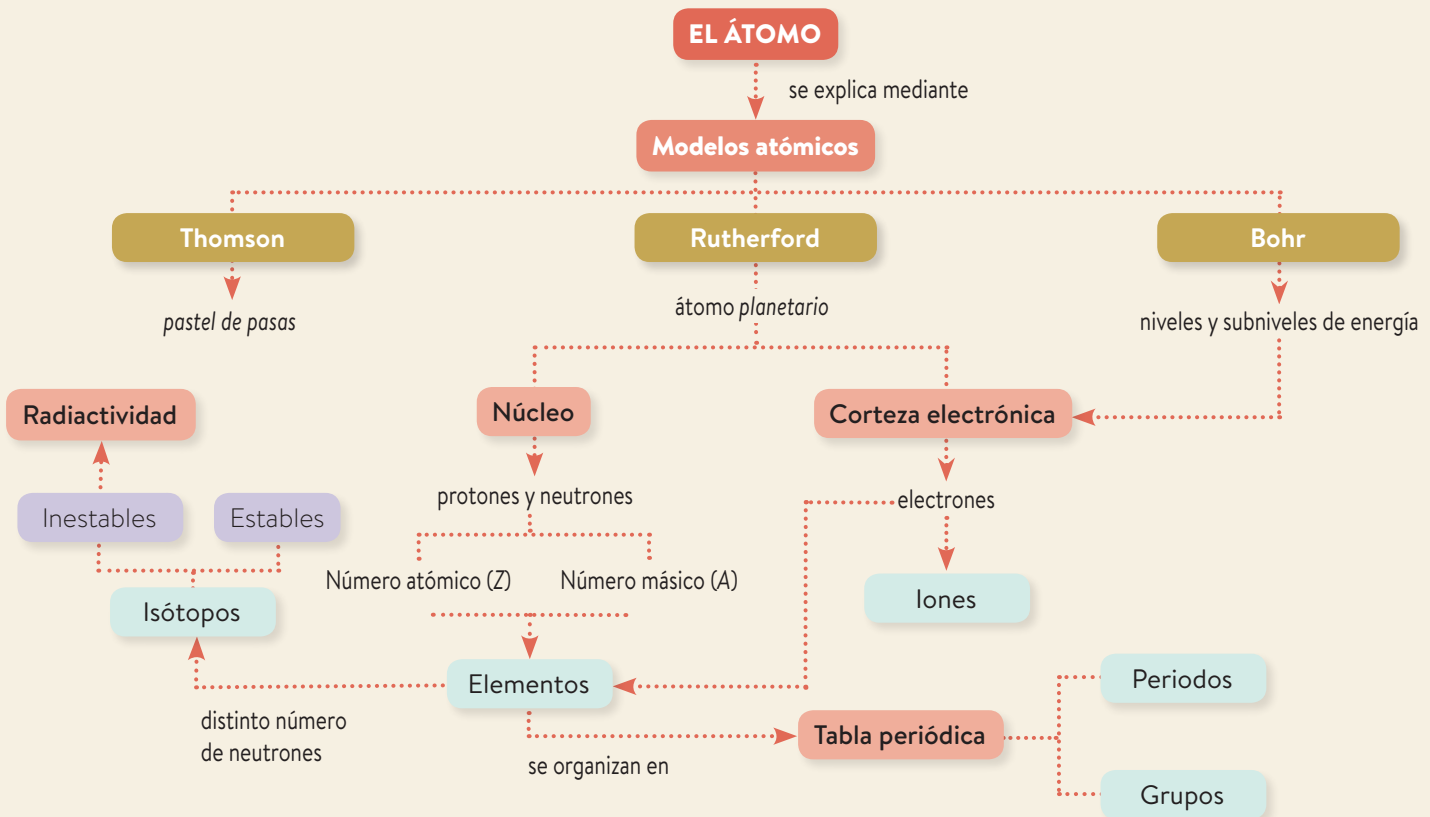 EL ÁTOMO
se explica mediante
Modelos atómicos
Thomson
Rutherford
Bohr
pastel de pasas
átomo planetario
niveles y subniveles de energía
Radiactividad
Núcleo
Corteza electrónica
Inestables
Estables
protones y neutrones
electrones
Número atómico (Z)
Número másico (A)
Isótopos
Iones
Elementos
distinto número
de neutrones
se organizan en
Tabla periódica
Periodos
Grupos